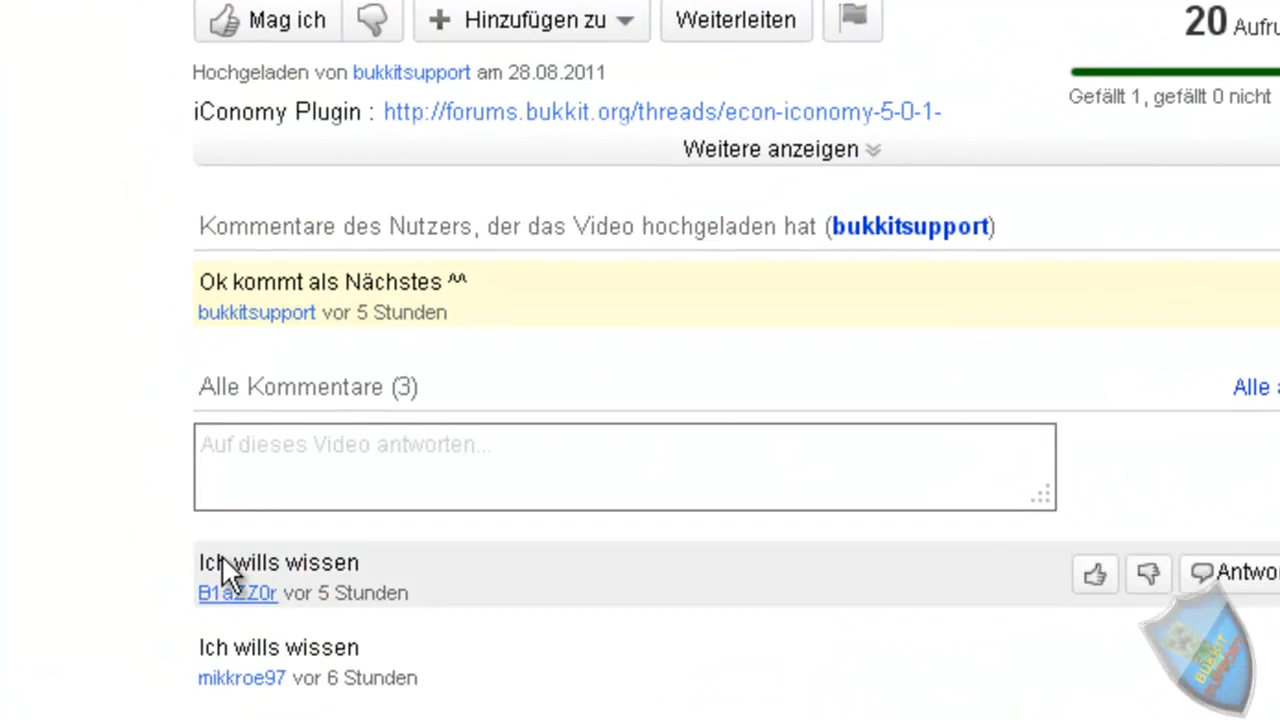 Mag ich
Hinzufügen zu
Weiterleiten
20
Hochgeladen von bukkitsupport am 28.08.2011
Gefällt 1, gefällt 0 nicht
iConomy Plugin : http://forums.bukkit.org/threads/econ-iconomy-5-0-1-
Weitere anzeigen
Kommentare des Nutzers, der das Video hochgeladen hat (bukkitsupport)
Ok kommt als Nächstes ^^
bukkitsupport vor 5 Stunden
Alle Kommentare (3)
Alle
Auf dieses Video antworten...
Ich wills wissen
B1aZZ0r vor 5 Stunden
Ich wills wissen
mikkroe97 vor 6 Stunden
BUKKIT
SUPPORT